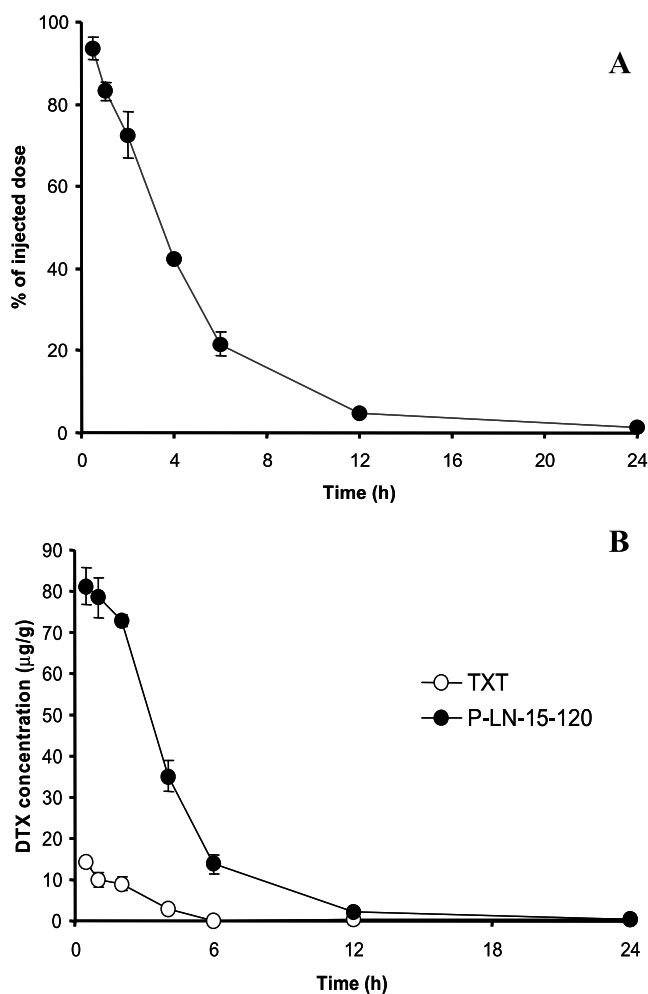 A
% of injected dose
100
80
60
40
20
0
0 4 8 12 16 20 24
Time (h)
B
DTX concentration (µg/g)
90
80
70
60
50
40
30
20
10
0
TXT
P-LN-15-120
0 6 12 18 24
Time (h)